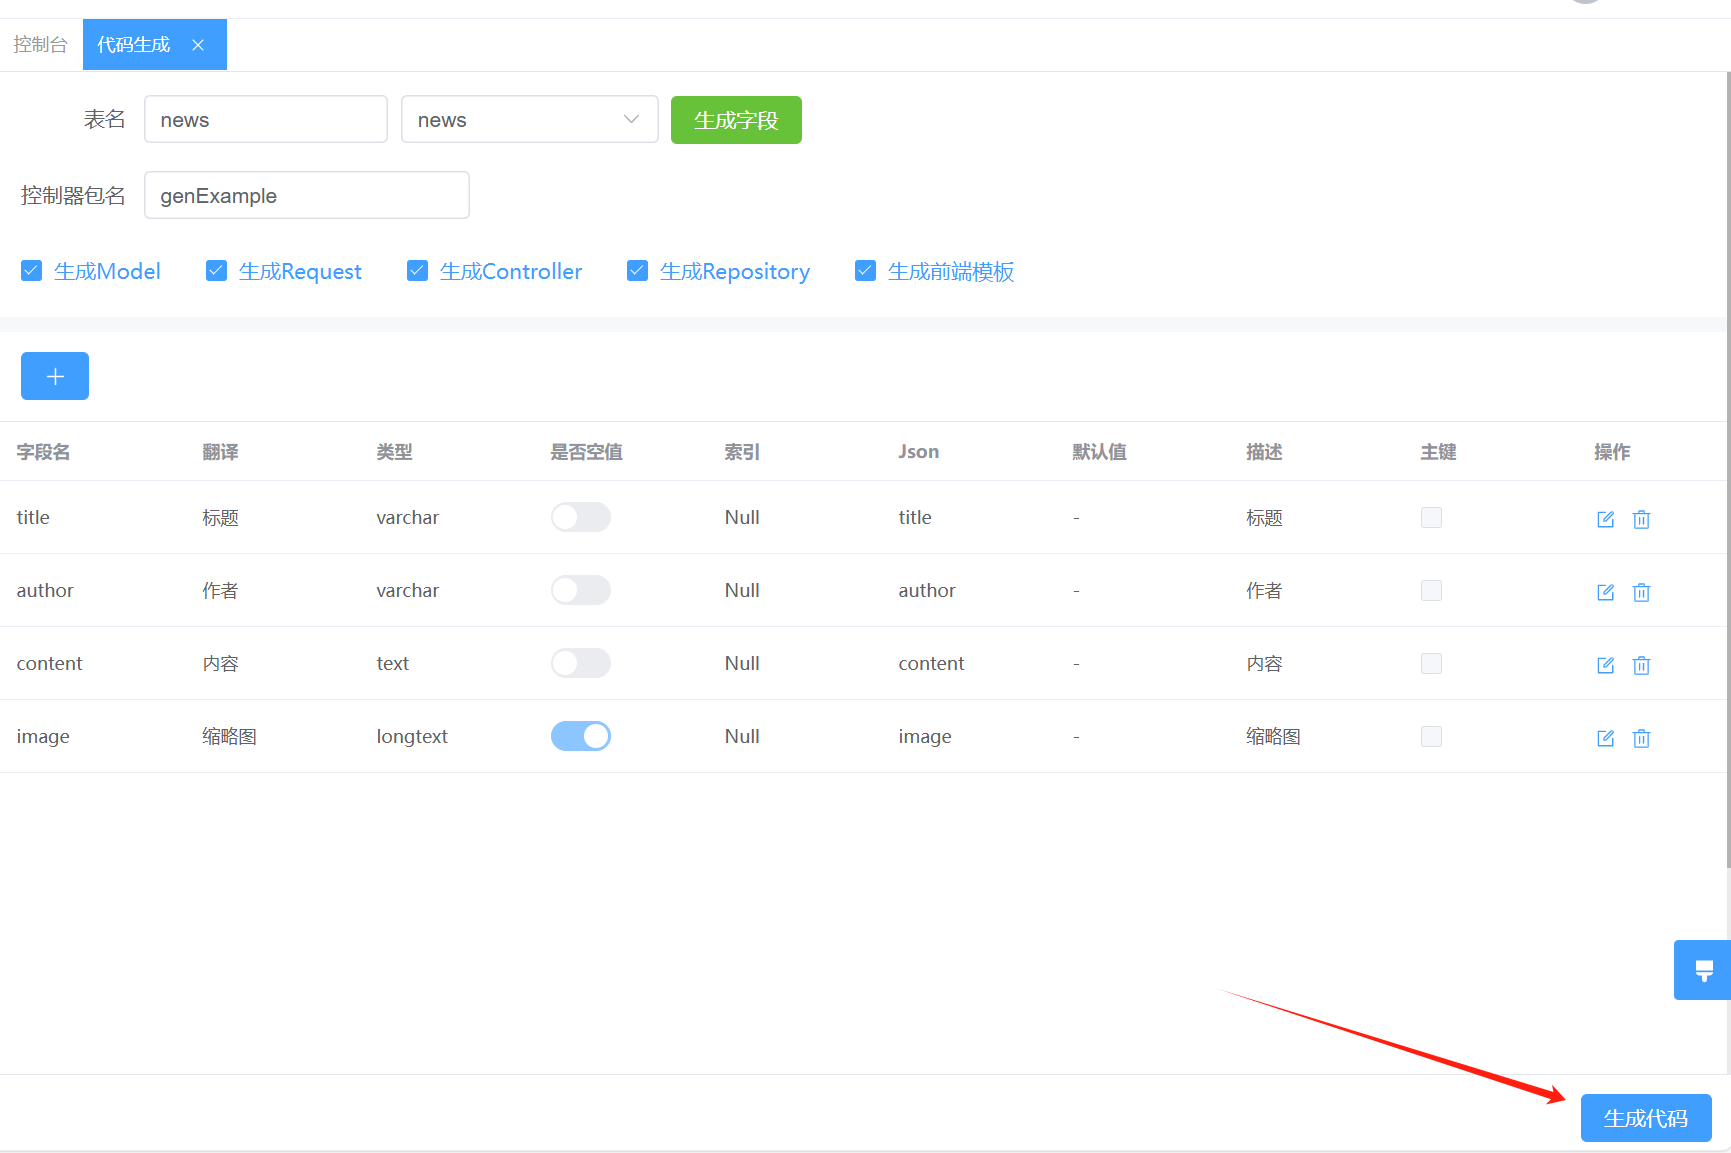 控制台 代码生成
表名 news news 生成字段
控制器包名 genExample
生成Model 生成Request 生成Controller 生成Repository 生成前端模板
字段名 翻译 类型 是否空值 索引 Json 默认值 描述 主键 操作
title 标题 varchar Null title - 标题
author 作者 varchar Null author - 作者
content 内容 text Null content - 内容
image 缩略图 longtext Null image - 缩略图
生成代码